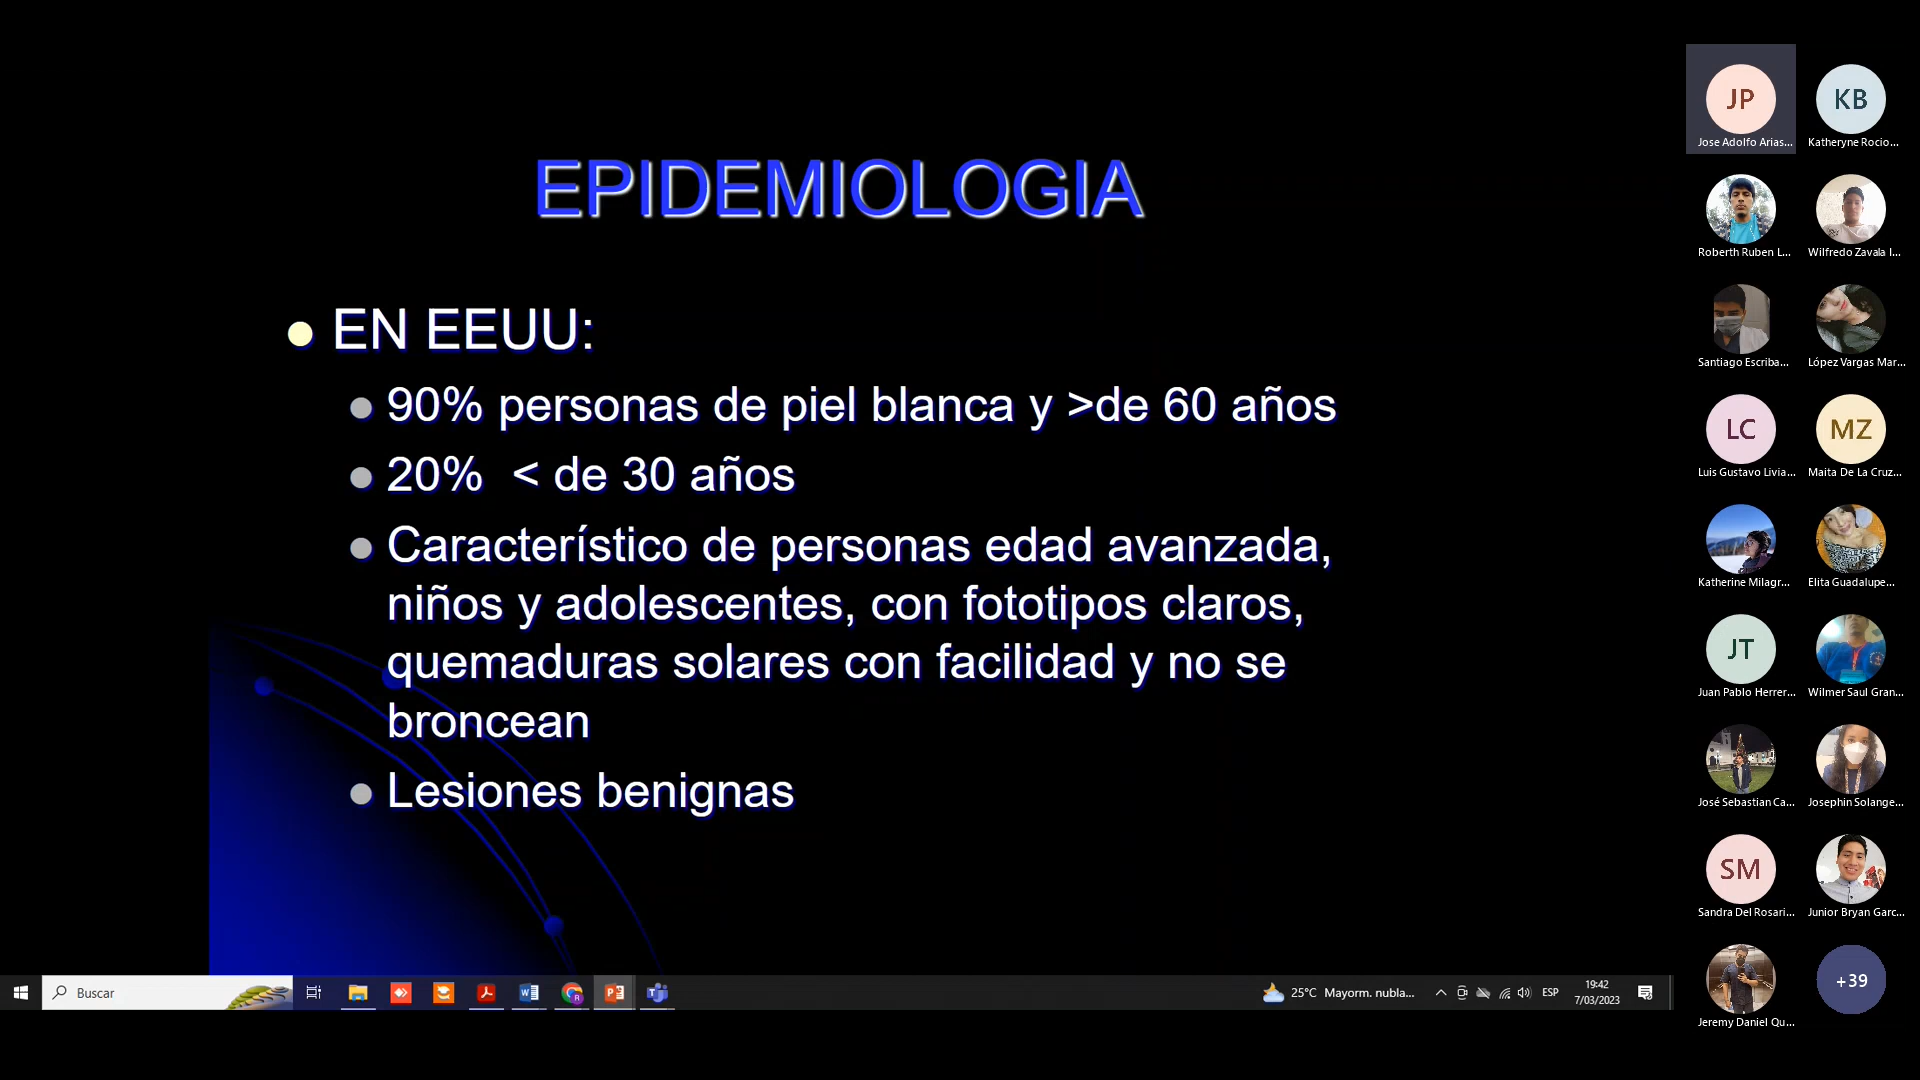 EPIDEMIOLOGIA
EN EEUU:
90% personas de piel blanca y >de 60 años
20% < de 30 años
Característico de personas edad avanzada,
niños y adolescentes, con fototipos claros,
quemaduras solares con facilidad y no se
broncean
Lesiones benignas
JP
Jose Adolfo Arias...
KB
Katheryne Rocio...
Roberth Ruben L...
Wilfredo Zavala I...
Santiago Escriba...
López Vargas Mar...
LC
Luis Gustavo Livia...
MZ
Maita De La Cruz...
Katherine Milagr...
Elita Guadalupe...
JT
Juan Pablo Herrer...
Wilmer Saul Gran...
José Sebastian Ca...
Josephin Solange...
SM
Sandra Del Rosari...
Junior Bryan Garc...
Jeremy Daniel Qu...
+39
Buscar
25°C Mayorm. nubla...
ESP
19:42
7/03/2023